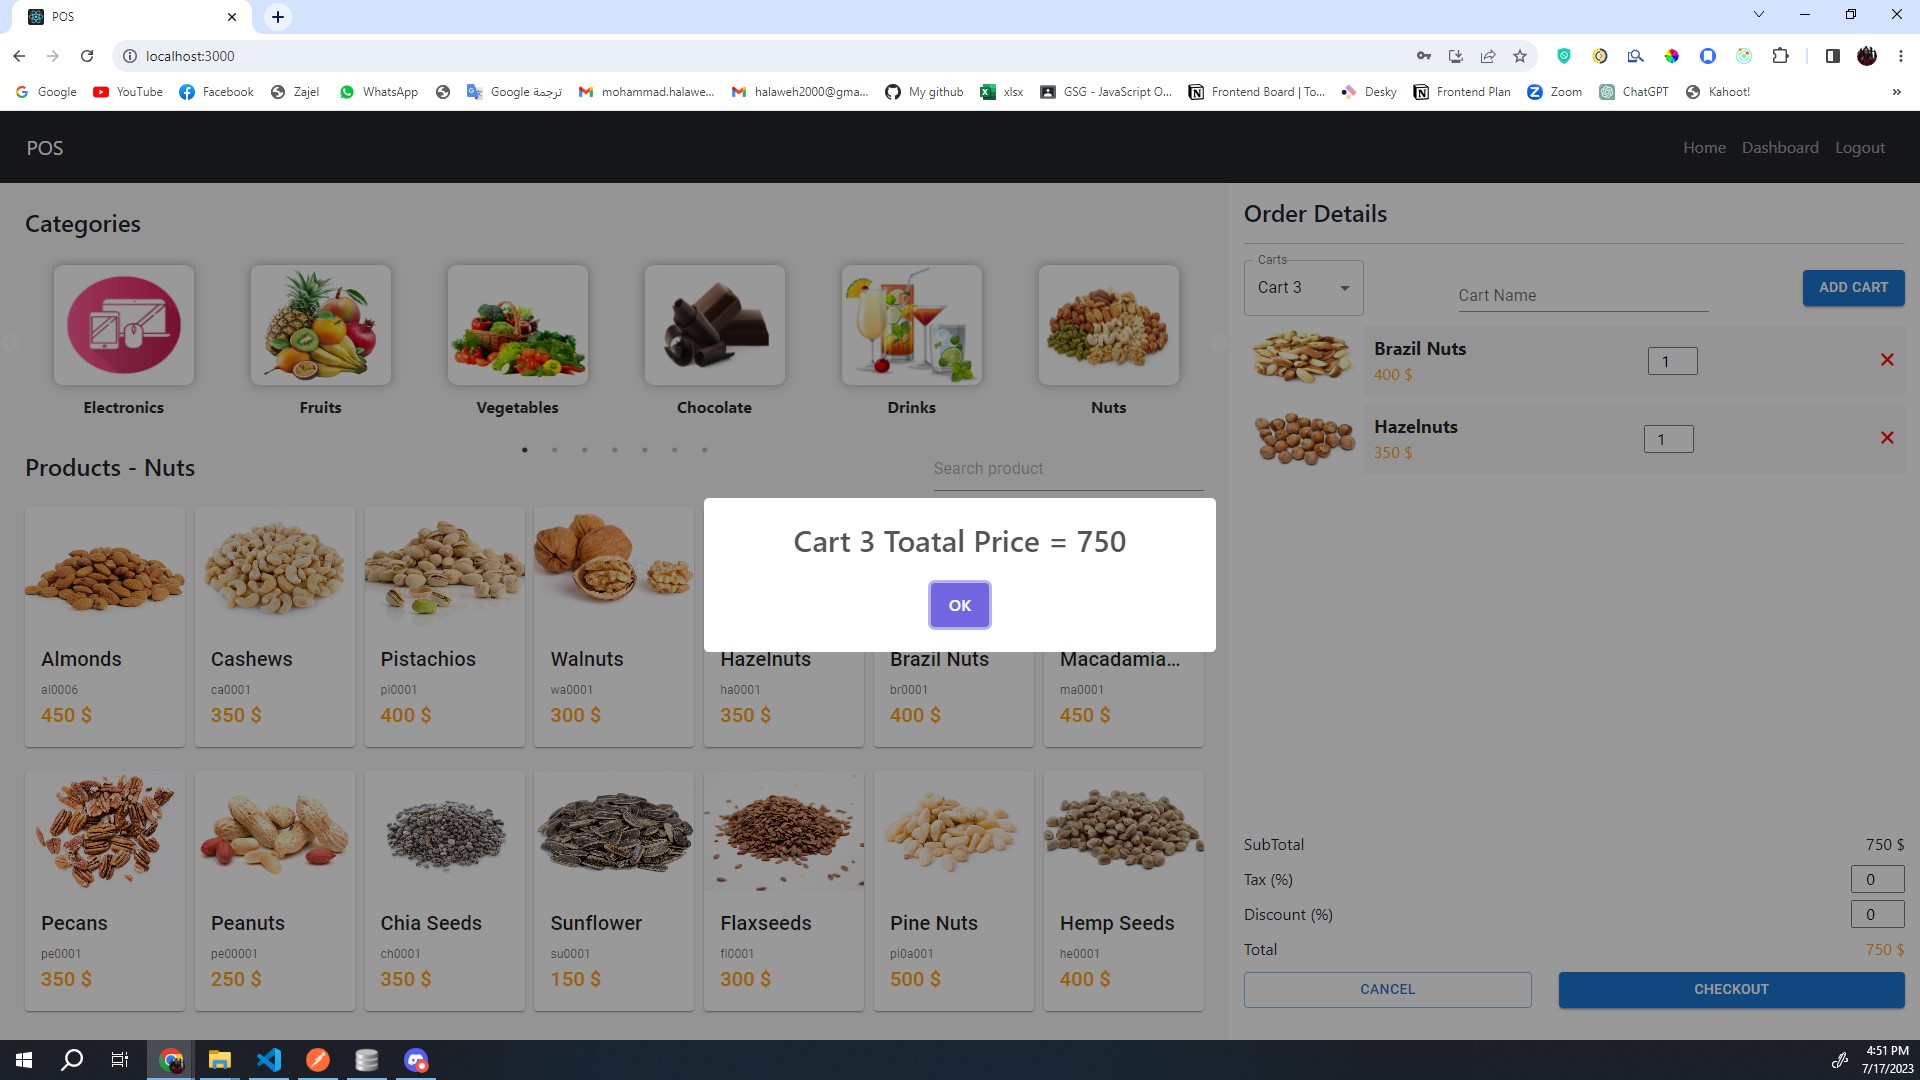 POS
localhost:3000
Google
YouTube
Facebook
Zajel
WhatsApp
Google ترجمة
mohammad.halawe...
halaweh2000@gma...
My github
xlsx
GSG - JavaScript O...
Frontend Board | To...
Desky
Frontend Plan
Zoom
ChatGPT
Kahoot!
»
POS
Home
Dashboard
Logout
Categories
Electronics
Fruits
Vegetables
Chocolate
Drinks
Nuts
Products - Nuts
Search product
Almonds
al0006
450 $
Cashews
ca0001
350 $
Pistachios
pi0001
400 $
Walnuts
wa0001
300 $
Hazelnuts
ha0001
350 $
Brazil Nuts
br0001
400 $
Macadamia...
ma0001
450 $
Pecans
pe0001
350 $
Peanuts
pe00001
250 $
Chia Seeds
ch0001
350 $
Sunflower
su0001
150 $
Flaxseeds
fl0001
300 $
Pine Nuts
pi0a001
500 $
Hemp Seeds
he0001
400 $
Cart 3 Toatal Price = 750
OK
Order Details
Carts
Cart 3
Cart Name
ADD CART
Brazil Nuts
400 $
1
Hazelnuts
350 $
1
SubTotal
750 $
Tax (%)
0
Discount (%)
0
Total
750 $
CANCEL
CHECKOUT
4:51 PM
7/17/2023